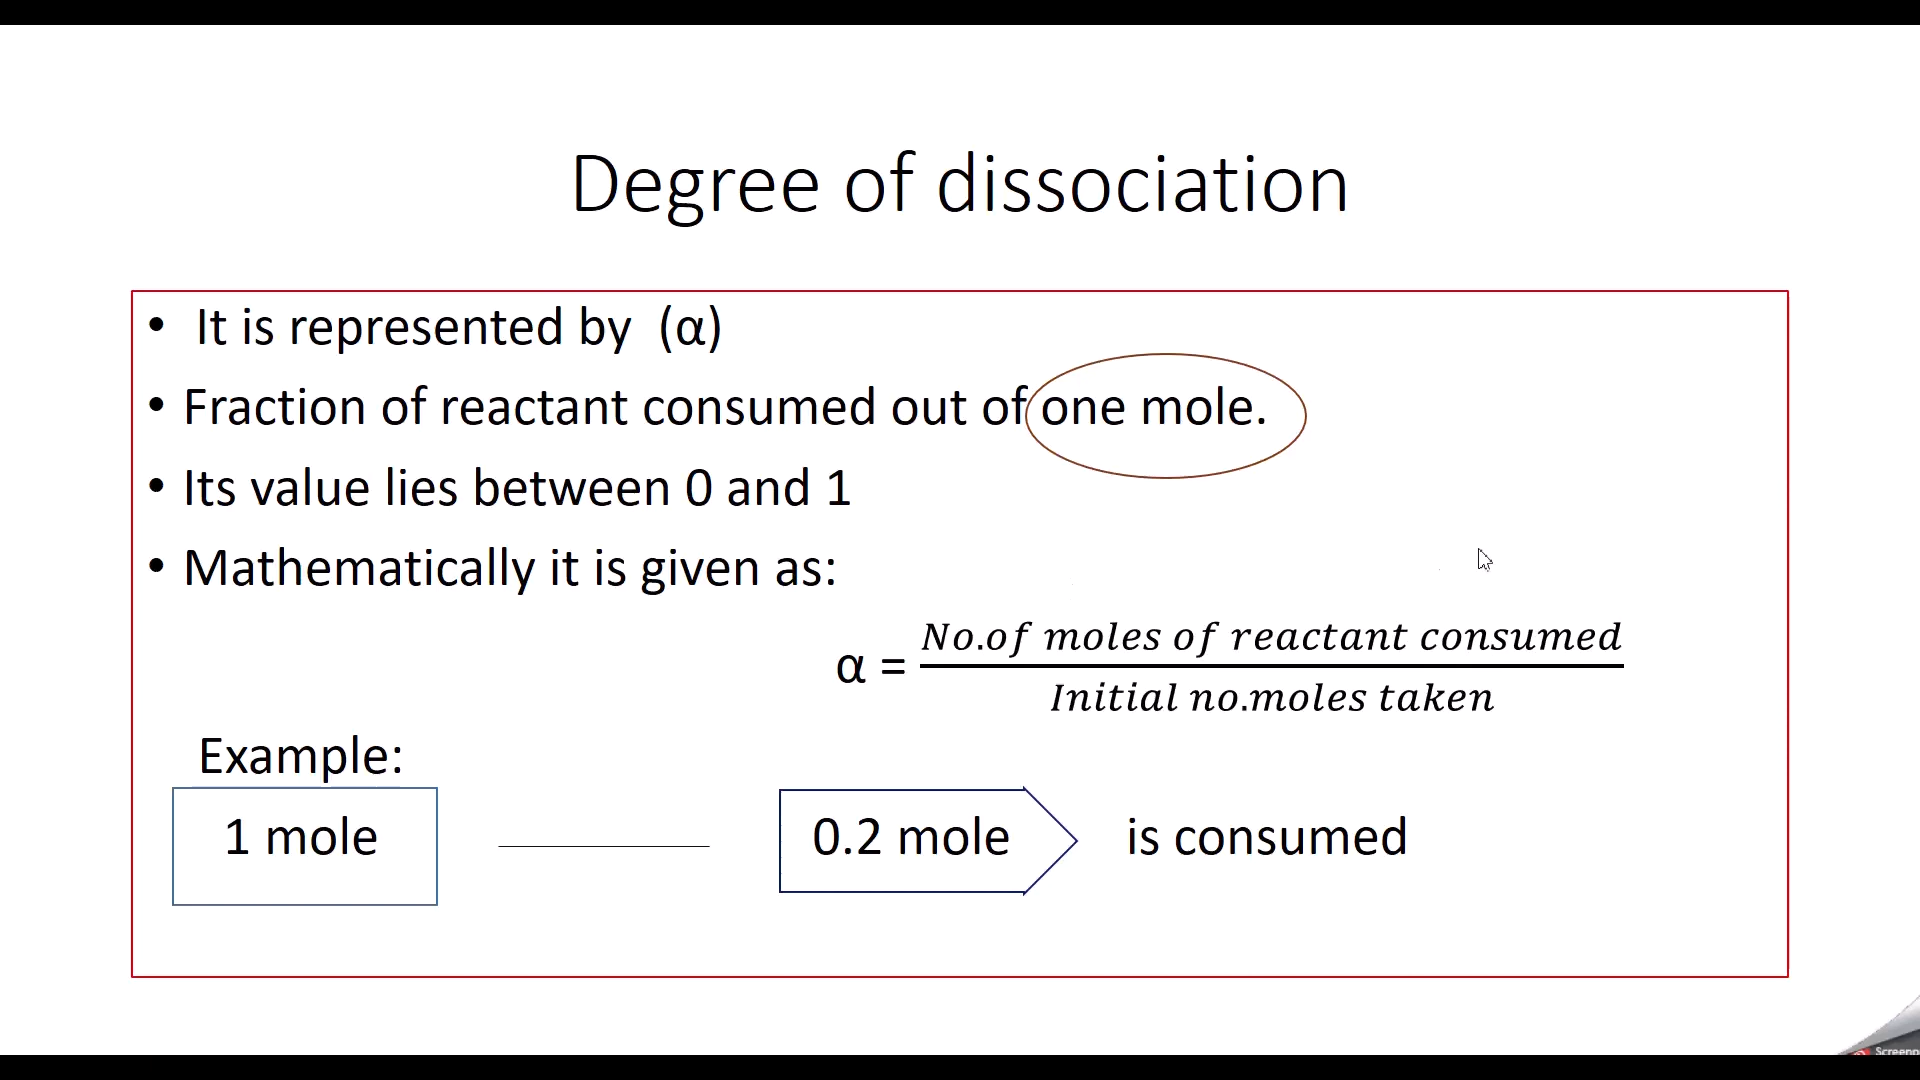 Degree of dissociation
• It is represented by (α)
• Fraction of reactant consumed out of one mole.
• Its value lies between 0 and 1
• Mathematically it is given as:
α = No.of moles of reactant consumed
Initial no.moles taken
Example:
1 mole 0.2 mole is consumed